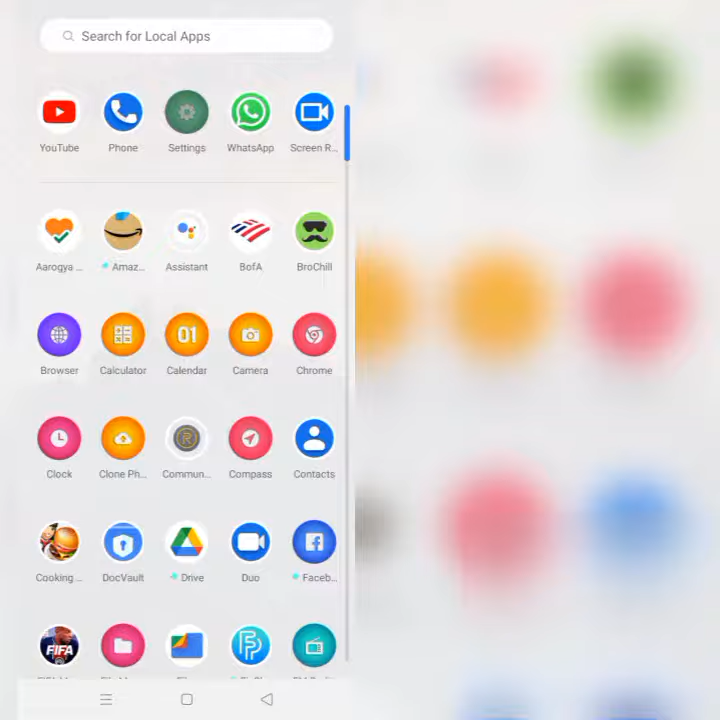 Search for Local Apps
YouTube Phone Settings WhatsApp Screen R...
Aarogya ... Amaz... Assistant BofA BroChill
01
Browser Calculator Calendar Camera Chrome
R
Clock Clone Ph... Commun... Compass Contacts
Cooking ... DocVault Drive Duo Faceb...
FIFA